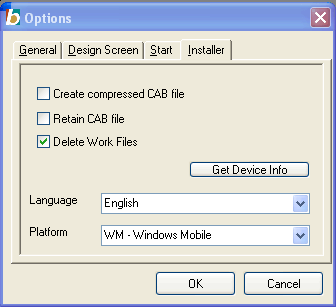 Options
General Design Screen Start Installer
Create compressed CAB file
Retain CAB file
Delete Work Files
Get Device Info
Language English
Platform WM - Windows Mobile
OK Cancel